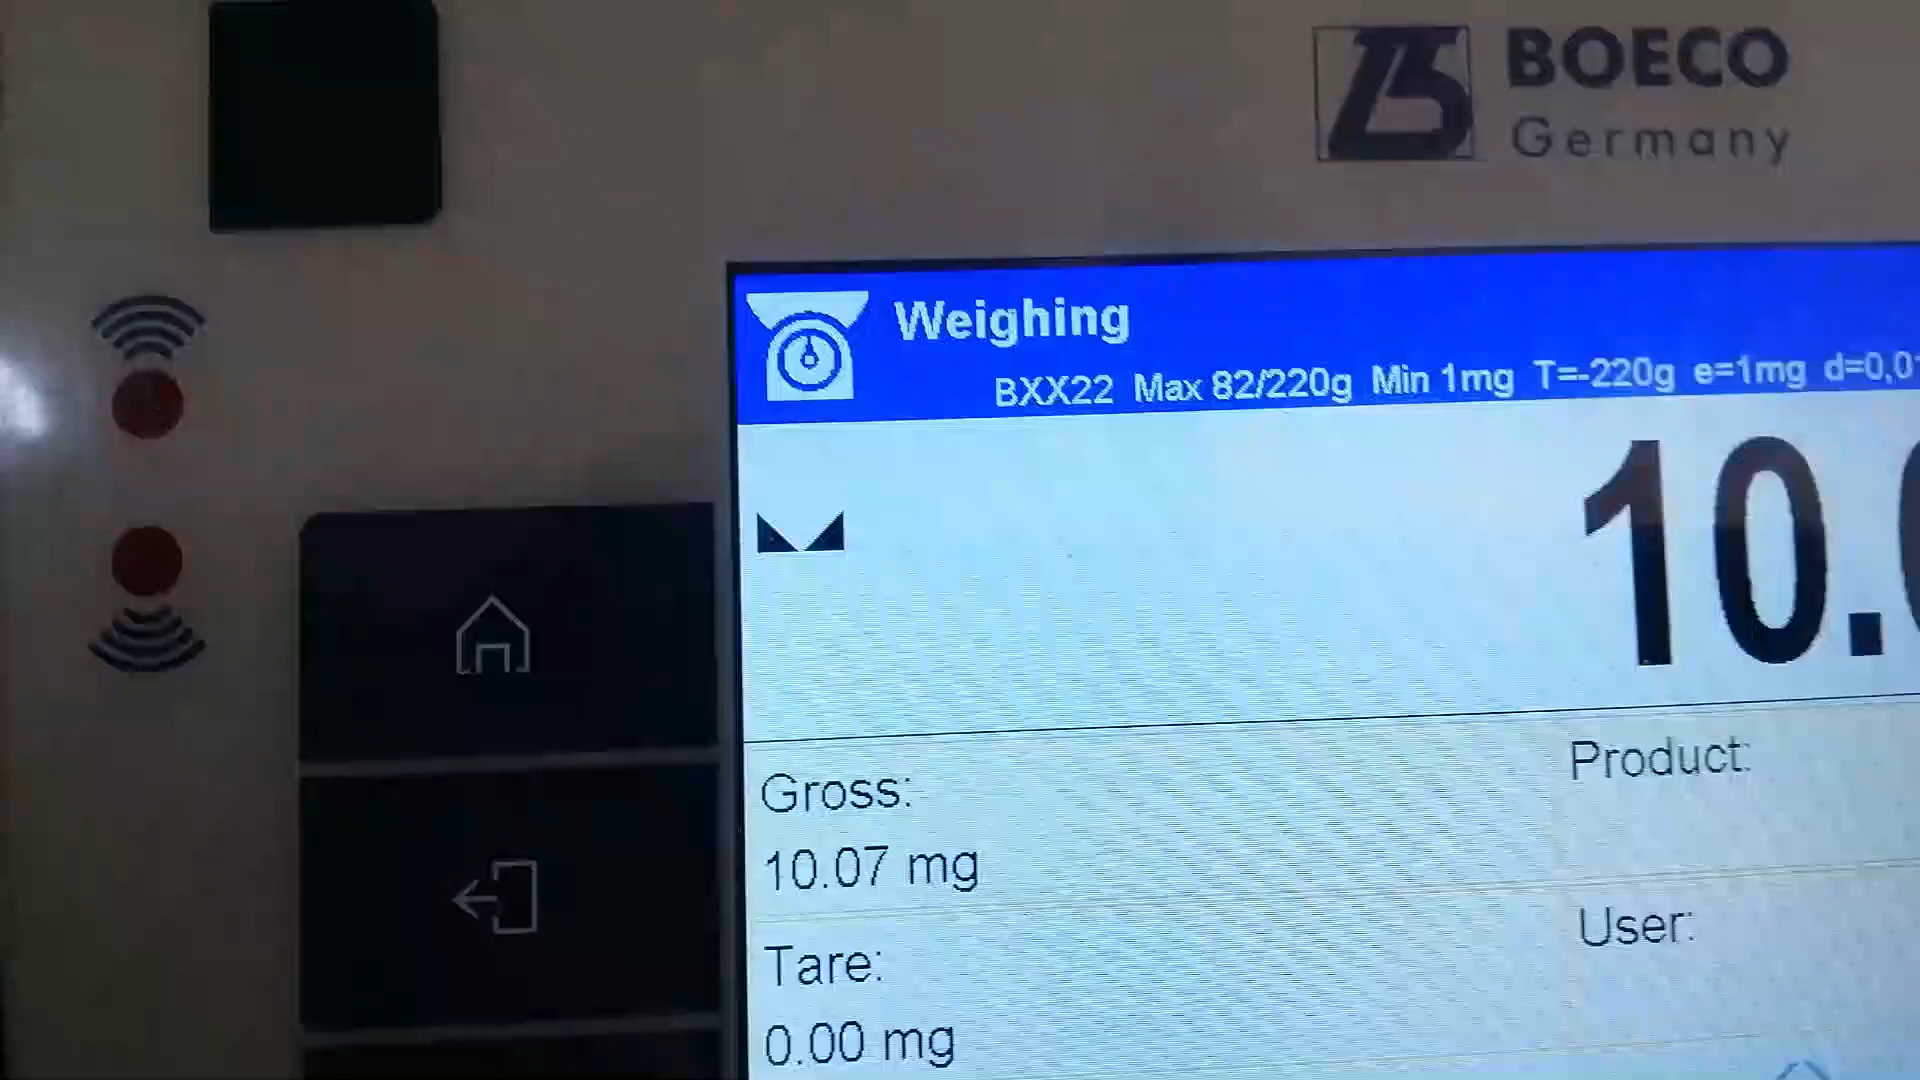 BOECO
Germany
Weighing
BXX22 Max 82/220g Min 1mg T=-220g e=1mg d=0,0
10.
Gross:
10.07 mg
Product:
Tare:
0.00 mg
User: